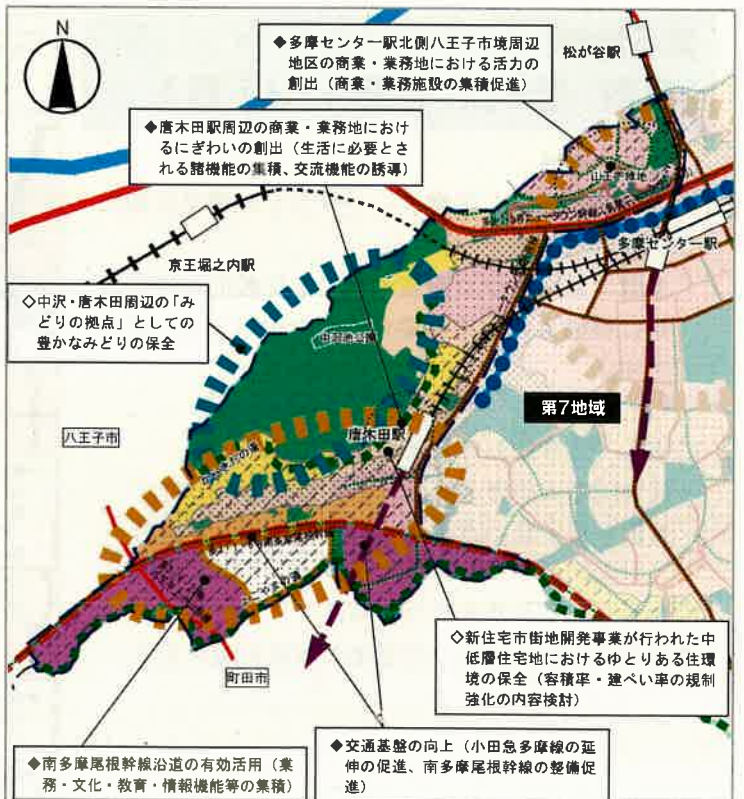 N
◆多摩センター駅北側八王子市境周辺
地区の商業・業務地における活力の
創出（商業・業務施設の集積促進）
松が谷駅
◆唐木田駅周辺の商業・業務地におけ
るにぎわいの創出（生活に必要とさ
れる諸機能の集積、交流機能の誘導）
多摩センター駅
京王堀之内駅
◇中沢・唐木田周辺の「み
どりの拠点」としての
豊かなみどりの保全
第7地域
八王子市
唐木田駅
◇新住宅市街地開発事業が行われた中
低層住宅地におけるゆとりある住環
境の保全（容積率・建ぺい率の規制
強化の内容検討）
町田市
◆南多摩尾根幹線沿道の有効活用（業
務・文化・教育・情報機能等の集積）
◆交通基盤の向上（小田急多摩線の延
伸の促進、南多摩尾根幹線の整備促
進）